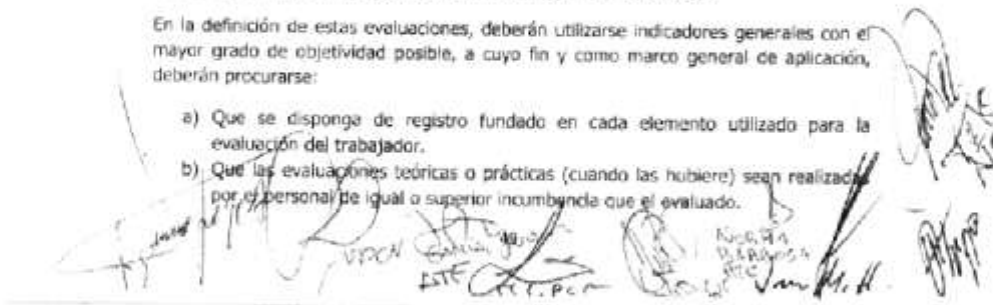 En la definición de estas evaluaciones, deberán utilizarse indicadores generales con el
mayor grado de objetividad posible, a cuyo fin y como marco general de aplicación,
deberán procurarse:
a) Que se disponga de registro fundado en cada elemento utilizado para la
evaluación del trabajador.
b) Que las evaluaciones teóricas o prácticas (cuando las hubiere) sean realizadas
por el personal de igual o superior incumbencia que el evaluado.
UPCN
ATE